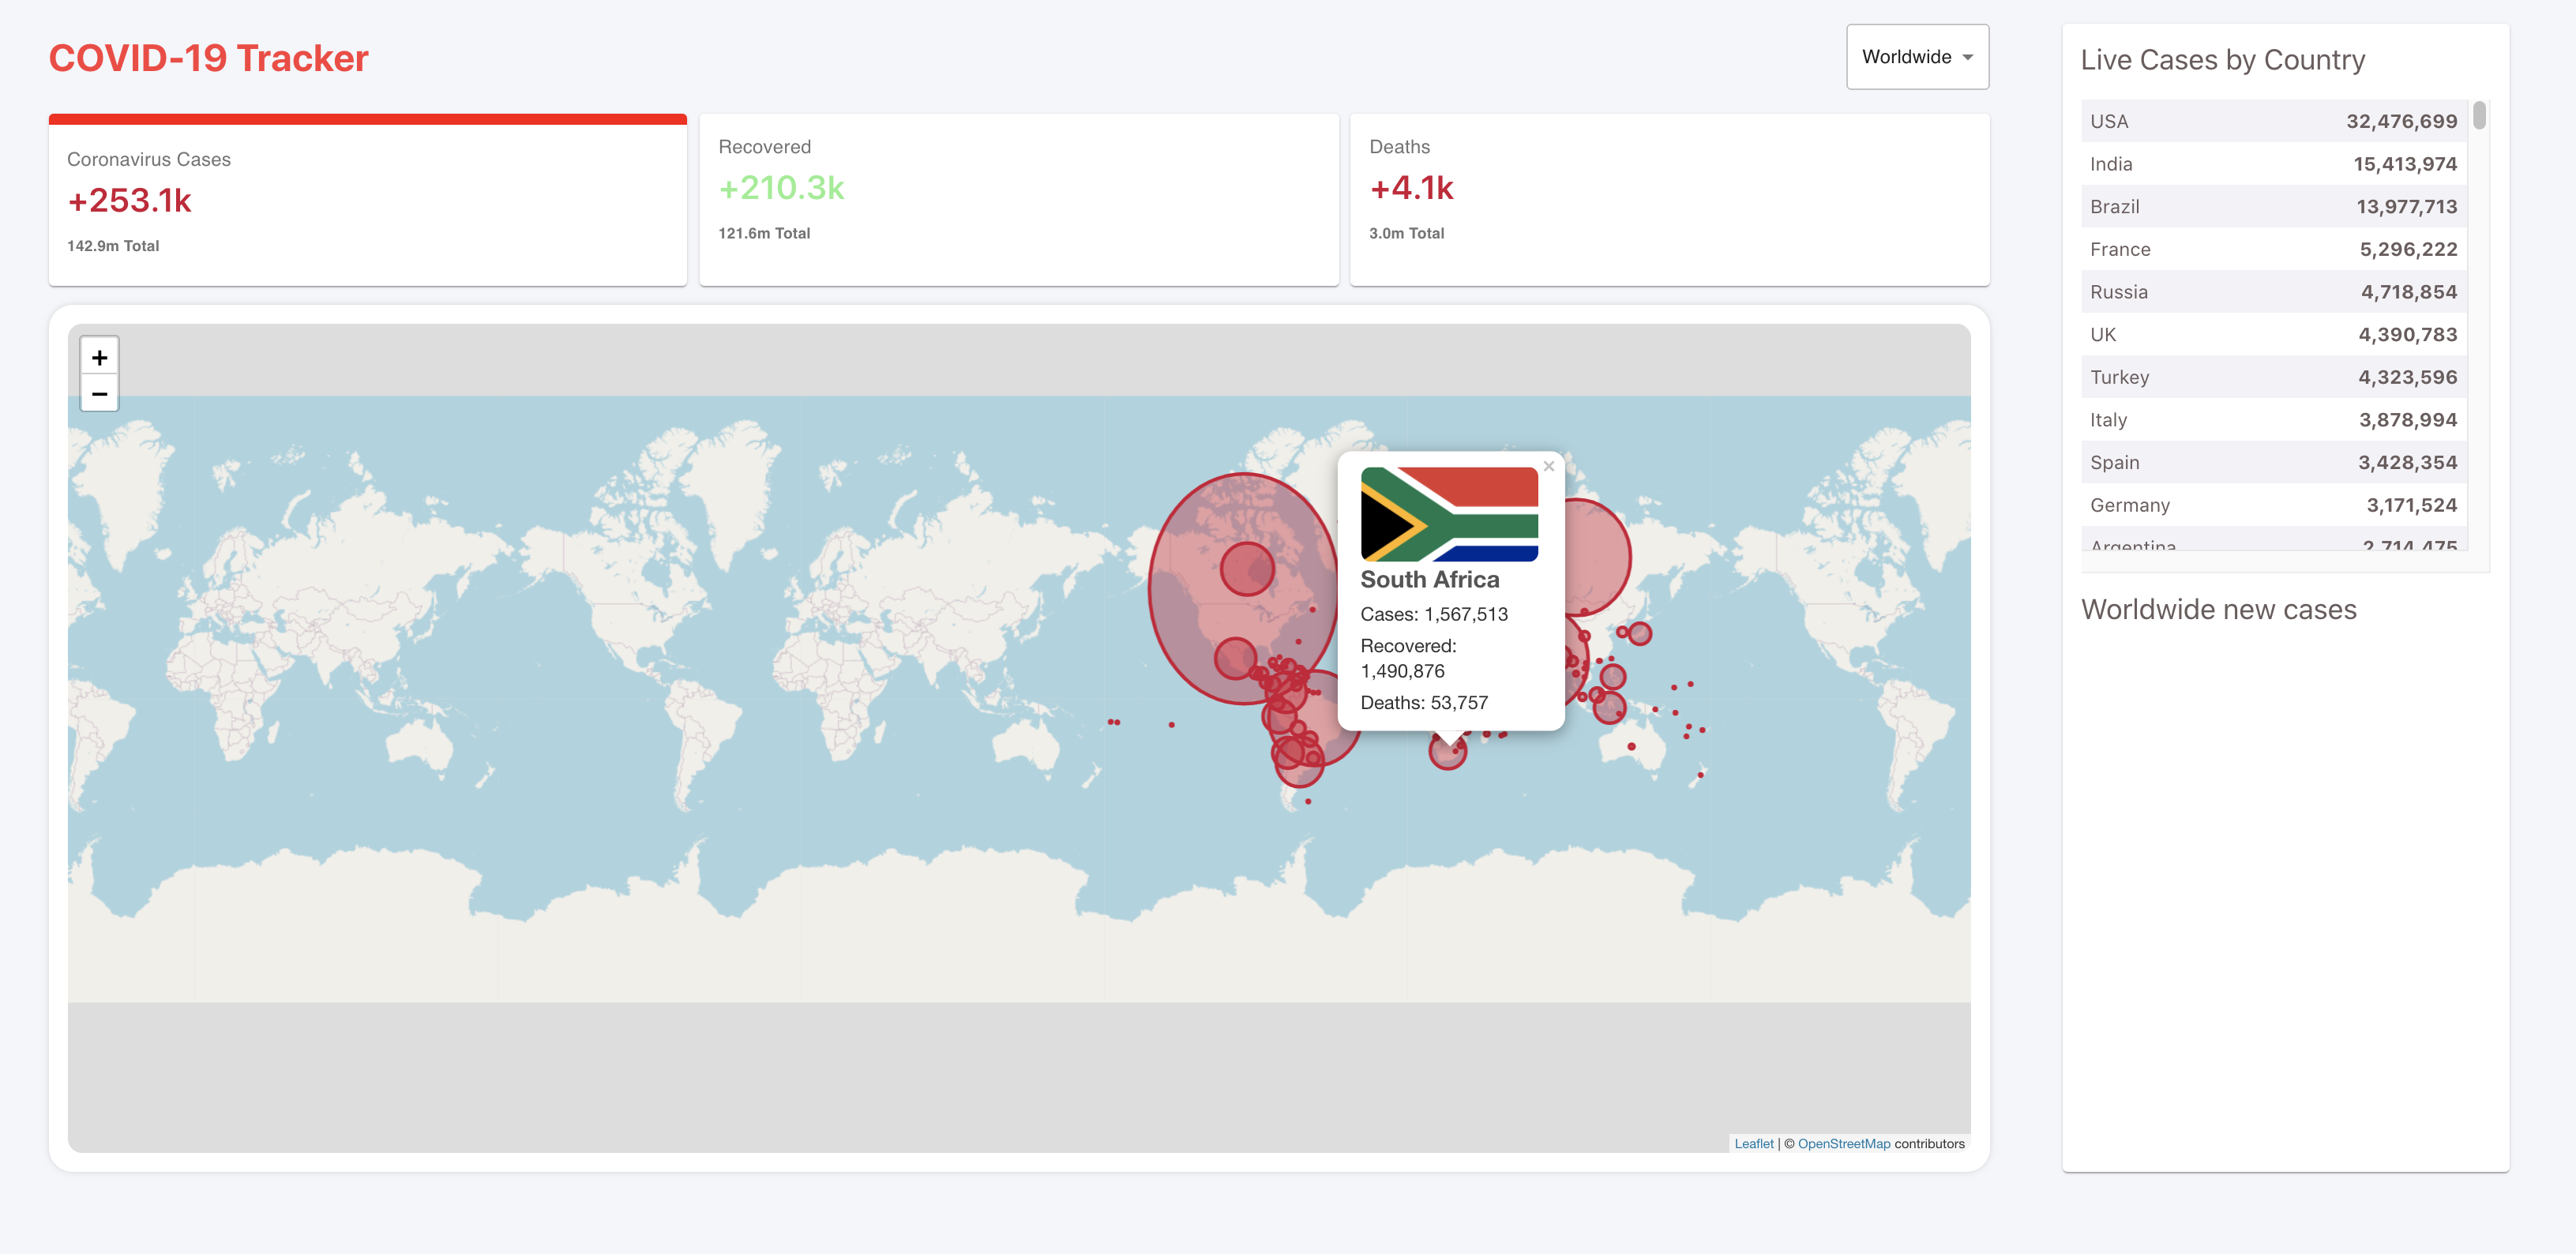 COVID-19 Tracker
Worldwide
Coronavirus Cases
+253.1k
142.9m Total
Recovered
+210.3k
121.6m Total
Deaths
+4.1k
3.0m Total
+
−
×
South Africa
Cases: 1,567,513
Recovered:
1,490,876
Deaths: 53,757
Leaflet | © OpenStreetMap contributors
Live Cases by Country
USA 32,476,699
India 15,413,974
Brazil 13,977,713
France 5,296,222
Russia 4,718,854
UK 4,390,783
Turkey 4,323,596
Italy 3,878,994
Spain 3,428,354
Germany 3,171,524
Argentina 2,714,475
Worldwide new cases